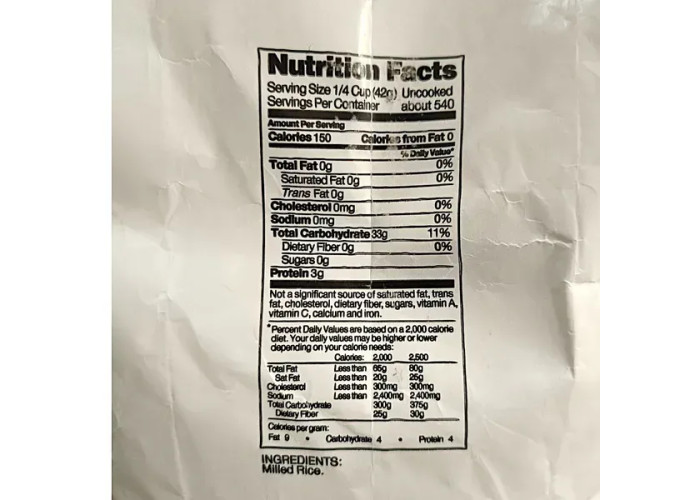 Nutrition Facts
Serving Size 1/4 Cup (42g) Uncooked
Servings Per Container about 540
Amount Per Serving
Calories 150 Calories from Fat 0
% Daily Value*
Total Fat 0g 0%
Saturated Fat 0g 0%
Trans Fat 0g
Cholesterol 0mg 0%
Sodium 0mg 0%
Total Carbohydrate 33g 11%
Dietary Fiber 0g 0%
Sugars 0g
Protein 3g
Not a significant source of saturated fat, trans
fat, cholesterol, dietary fiber, sugars, vitamin A,
vitamin C, calcium and iron.
*Percent Daily Values are based on a 2,000 calorie
diet. Your daily values may be higher or lower
depending on your calorie needs:
Calories: 2,000 2,500
Total Fat Less than 65g 80g
Sat Fat Less than 20g 25g
Cholesterol Less than 300mg 300mg
Sodium Less than 2,400mg 2,400mg
Total Carbohydrate 300g 375g
Dietary Fiber 25g 30g
Calories per gram:
Fat 9 • Carbohydrate 4 • Protein 4
INGREDIENTS:
Milled Rice.